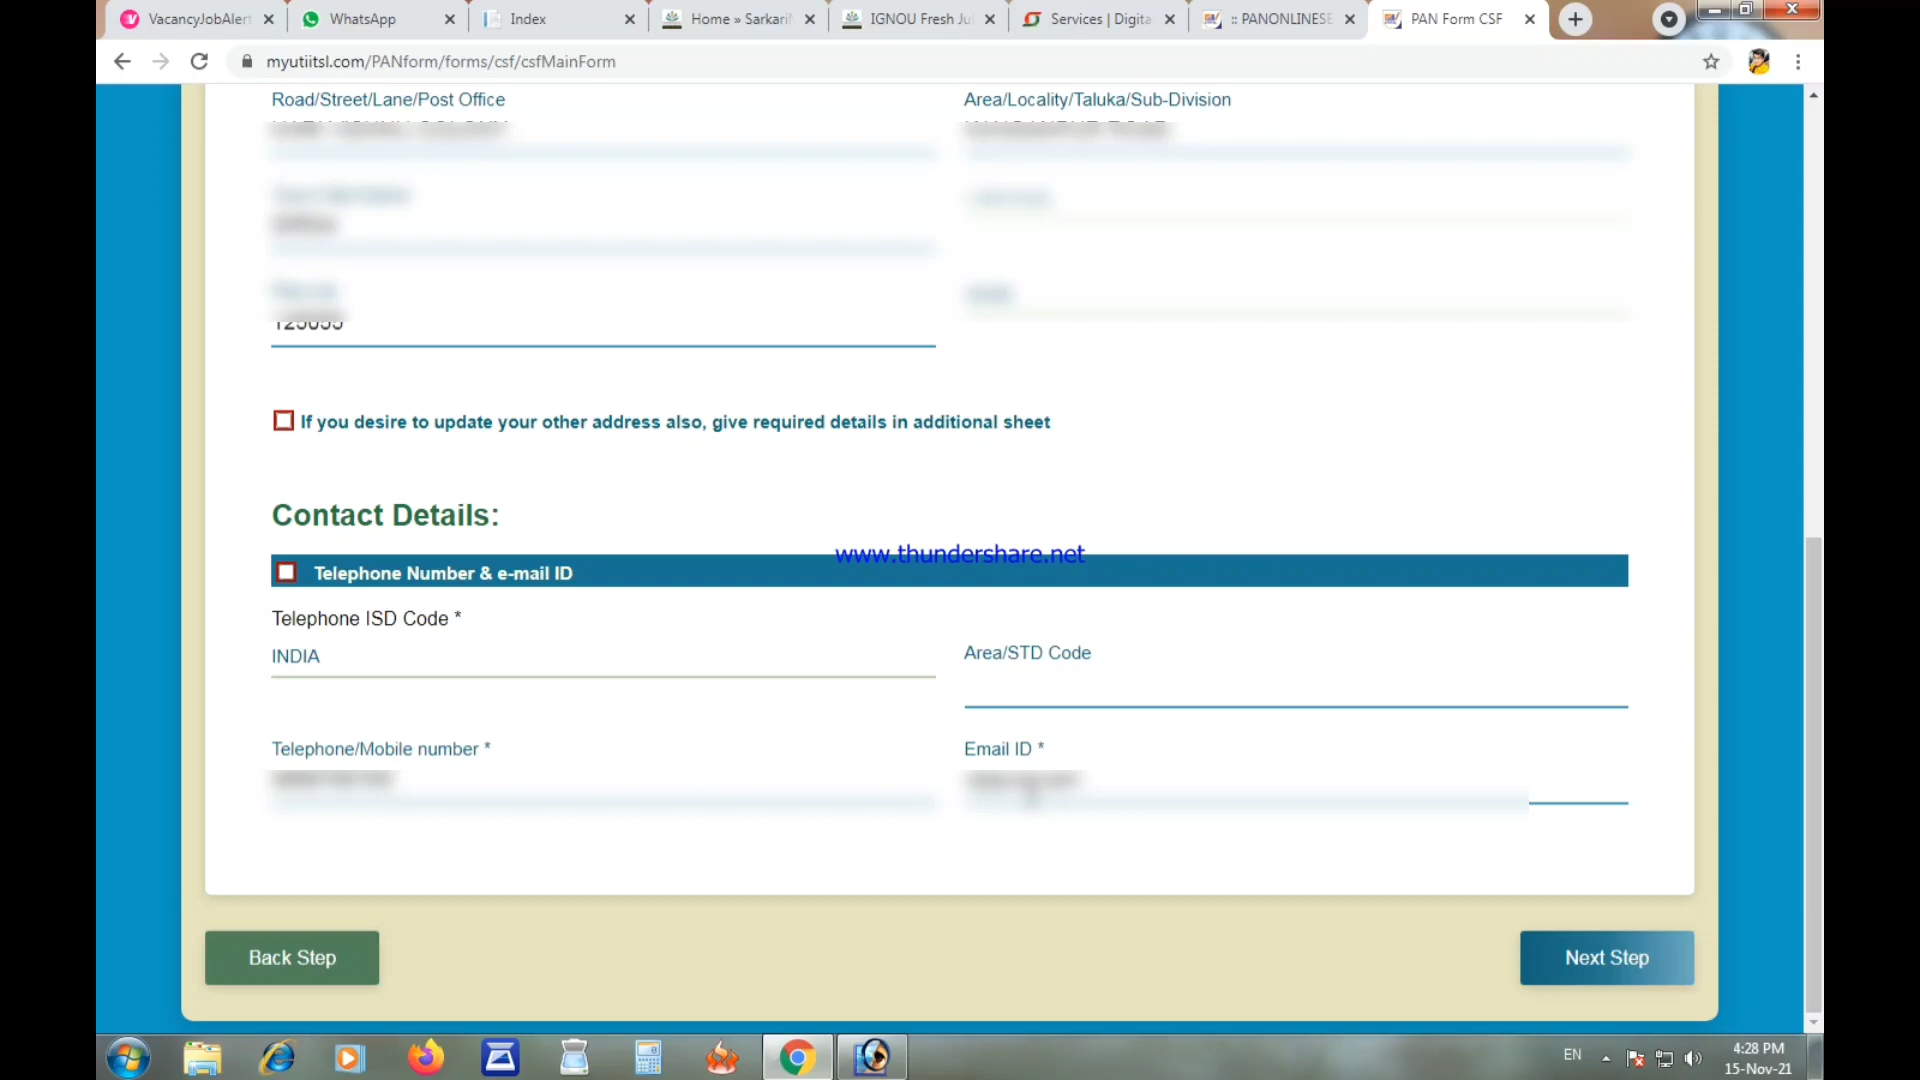 VacancyJobAlert
WhatsApp
Index
Home » Sarkari
IGNOU Fresh Ju
Services | Digita
:: PANONLINESE
PAN Form CSF
myutiitsl.com/PANform/forms/csf/csfMainForm
Road/Street/Lane/Post Office
Area/Locality/Taluka/Sub-Division
If you desire to update your other address also, give required details in additional sheet
Contact Details:
www.thundershare.net
Telephone Number & e-mail ID
Telephone ISD Code *
INDIA
Area/STD Code
Telephone/Mobile number *
Email ID *
Back Step
Next Step
EN
4:28 PM
15-Nov-21